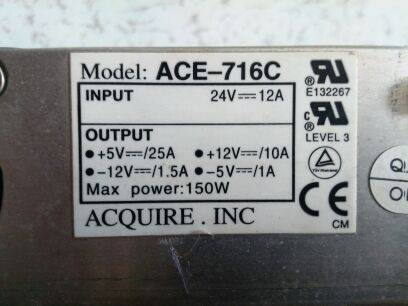 Model: ACE-716C
INPUT 24V⎓12A
E132267
LEVEL 3
OUTPUT
• +5V⎓/25A • +12V⎓/10A
• -12V⎓/1.5A • -5V⎓/1A
Max power:150W
CE
CM
ACQUIRE . INC